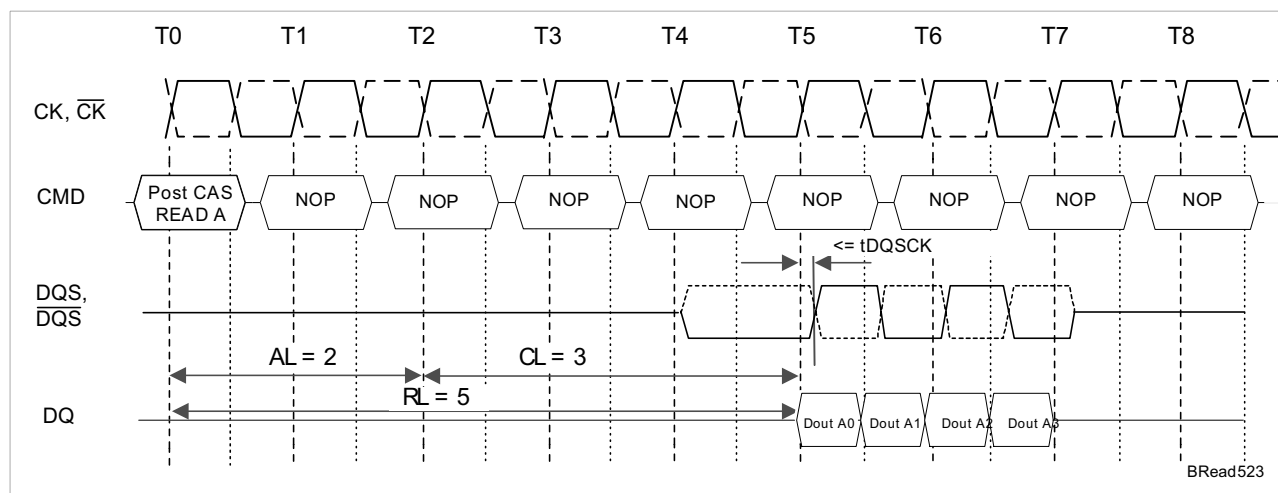 T0 T1 T2 T3 T4 T5 T6 T7 T8
CK, CK
CMD
Post CAS
READ A
NOP NOP NOP NOP NOP NOP NOP NOP
<= tDQSCK
DQS,
DQS
AL = 2 CL = 3
RL = 5
DQ
Dout A0 Dout A1 Dout A2 Dout A3
BRead523